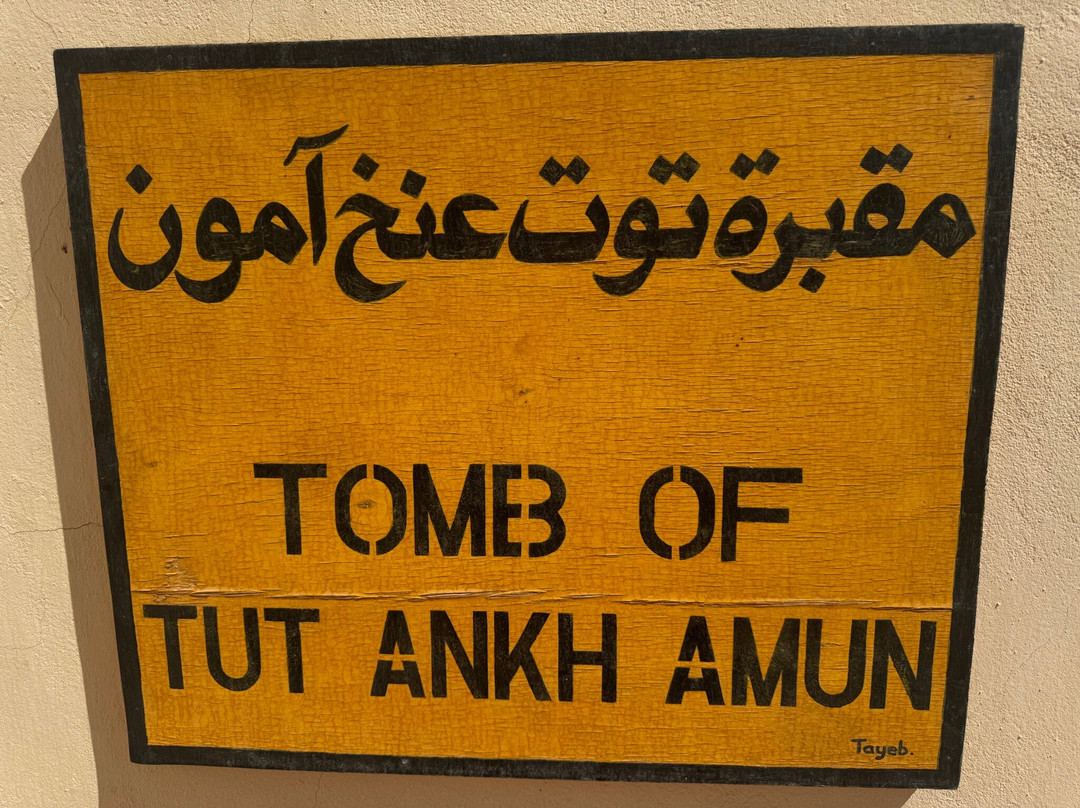 مقبرة توت عنخ آمون
TOMB OF
TUT ANKH AMUN
Tayeb.